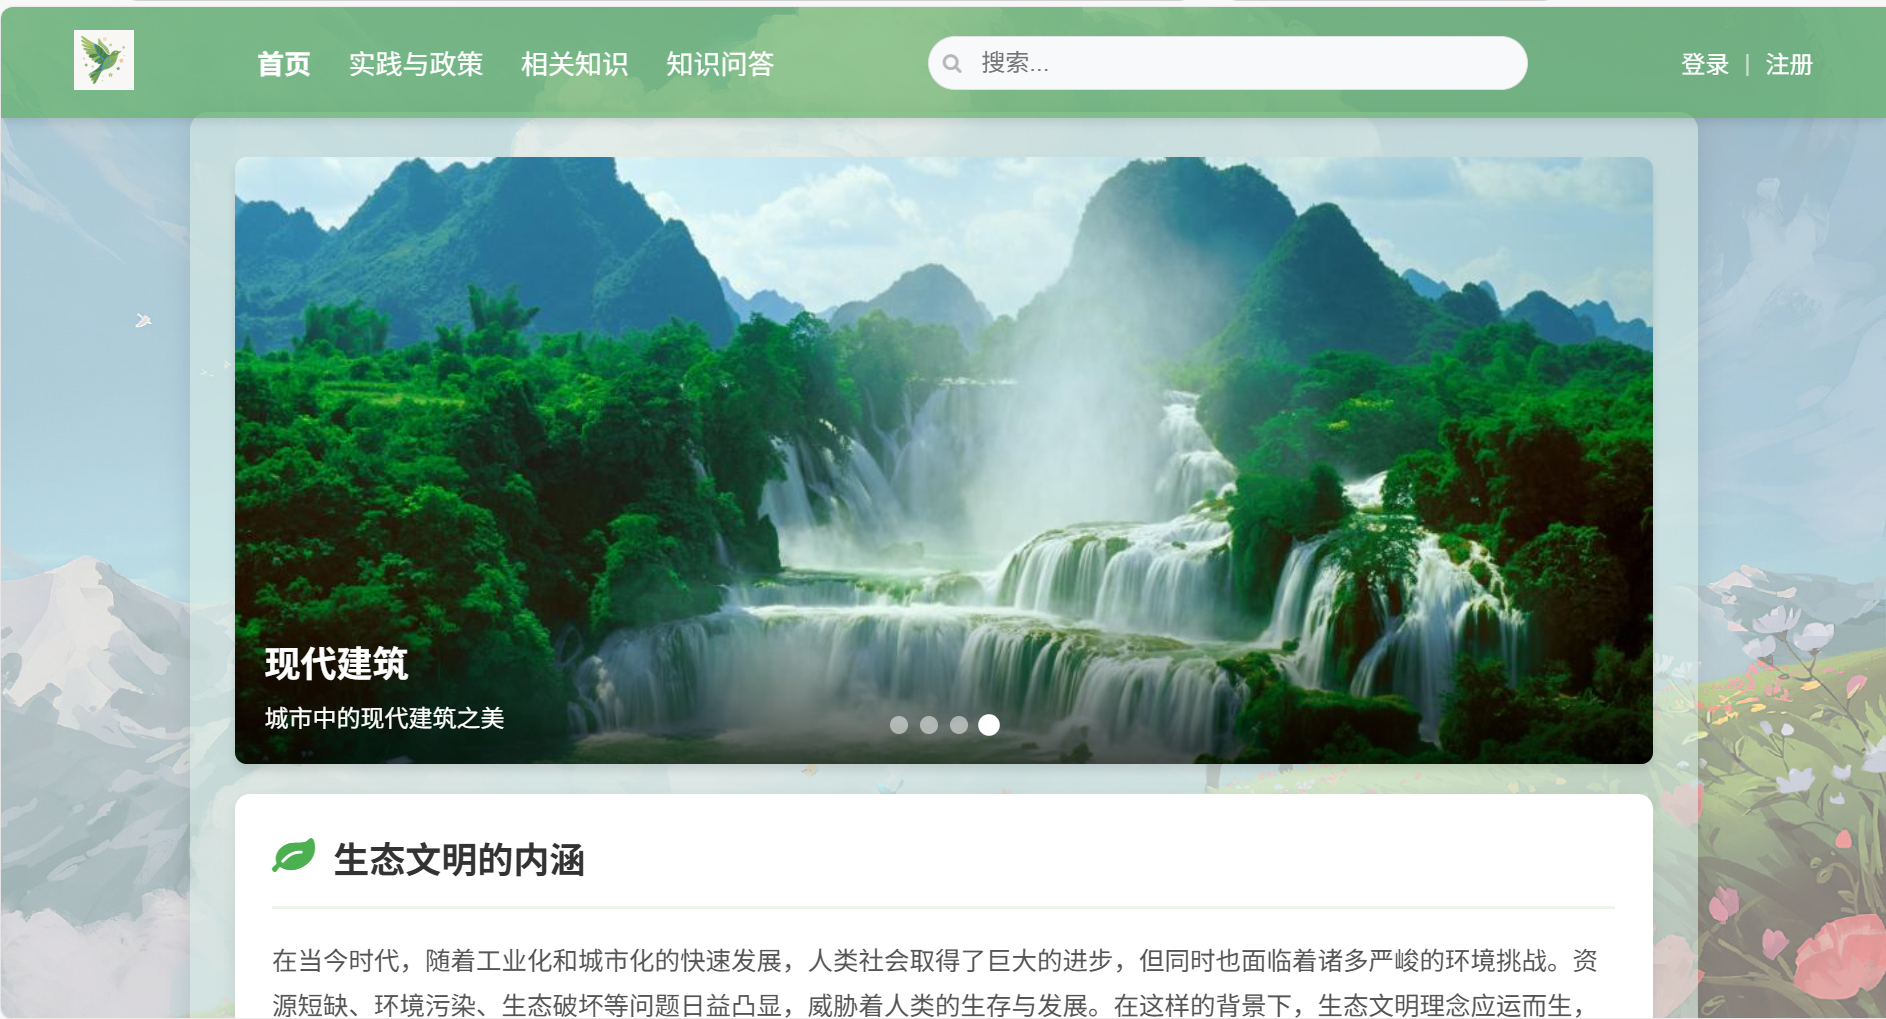 首页 实践与政策 相关知识 知识问答 搜索... 登录 | 注册
现代建筑
城市中的现代建筑之美
生态文明的内涵
在当今时代，随着工业化和城市化的快速发展，人类社会取得了巨大的进步，但同时也面临着诸多严峻的环境挑战。资
源短缺、环境污染、生态破坏等问题日益凸显，威胁着人类的生存与发展。在这样的背景下，生态文明理念应运而生，